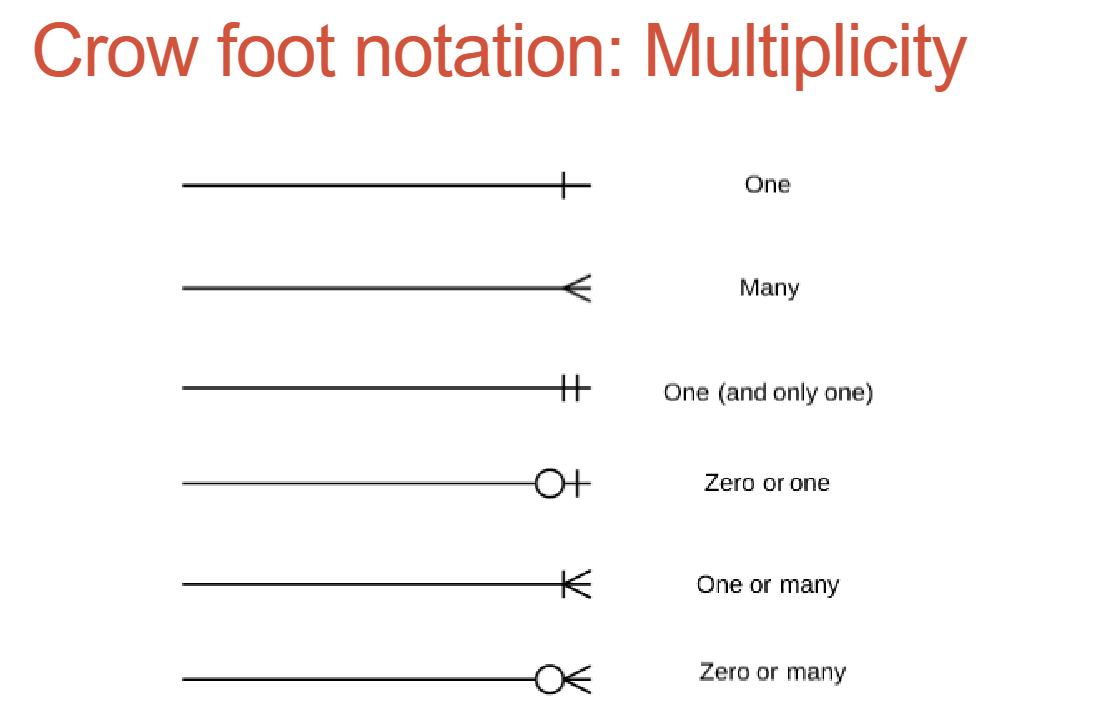 Crow foot notation: Multiplicity
One
Many
One (and only one)
Zero or one
One or many
Zero or many